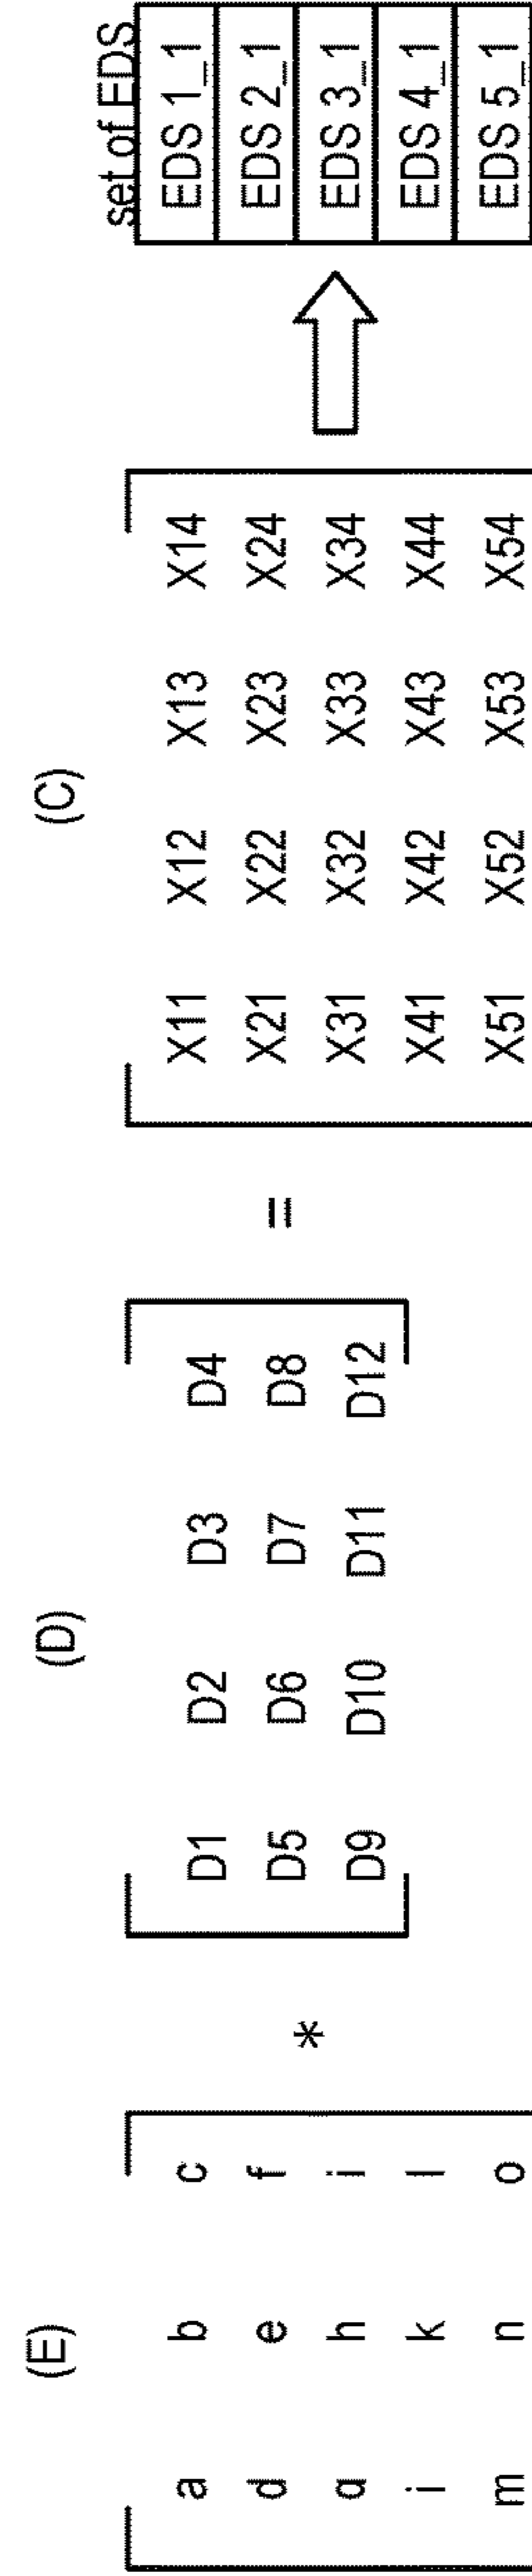 (E) (D) (C) set of EDS
a b c D1 D2 D3 D4 X11 X12 X13 X14 EDS 1_1
d e f * D5 D6 D7 D8 = X21 X22 X23 X24 EDS 2_1
g h i D9 D10 D11 D12 X31 X32 X33 X34 EDS 3_1
j k l X41 X42 X43 X44 EDS 4_1
m n o X51 X52 X53 X54 EDS 5_1